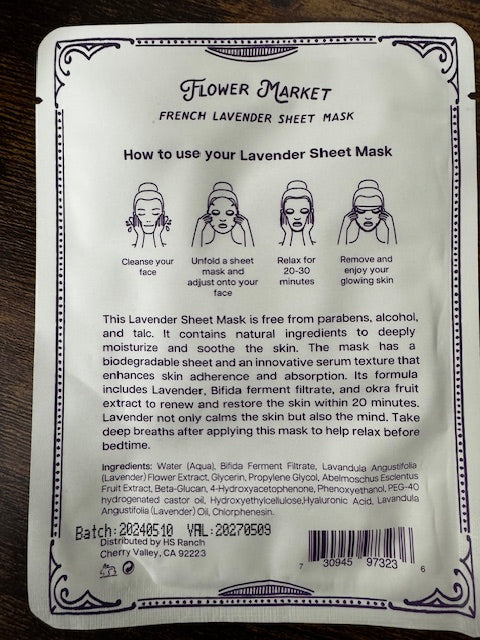 FLOWER MARKET
FRENCH LAVENDER SHEET MASK
How to use your Lavender Sheet Mask
Cleanse your
face
Unfold a sheet
mask and
adjust onto your
face
Relax for
20-30
minutes
Remove and
enjoy your
glowing skin
This Lavender Sheet Mask is free from parabens, alcohol,
and talc. It contains natural ingredients to deeply
moisturize and soothe the skin. The mask has a
biodegradable sheet and an innovative serum texture that
enhances skin adherence and absorption. Its formula
includes Lavender, Bifida ferment filtrate, and okra fruit
extract to renew and restore the skin within 20 minutes.
Lavender not only calms the skin but also the mind. Take
deep breaths after applying this mask to help relax before
bedtime.
Ingredients: Water (Aqua), Bifida Ferment Filtrate, Lavandula Angustifolia
(Lavender) Flower Extract, Glycerin, Propylene Glycol, Abelmoschus Esclentus
Fruit Extract, Beta-Glucan, 4-Hydroxyacetophenone, Phenoxyethanol, PEG-40
hydrogenated castor oil, Hydroxyethylcellulose,Hyaluronic Acid, Lavandula
Angustifolia (Lavender) Oil, Chlorphenesin.
Batch:20240510 VAL:20270509
Distributed by HS Ranch
Cherry Valley, CA 92223
7 30945 97323 6